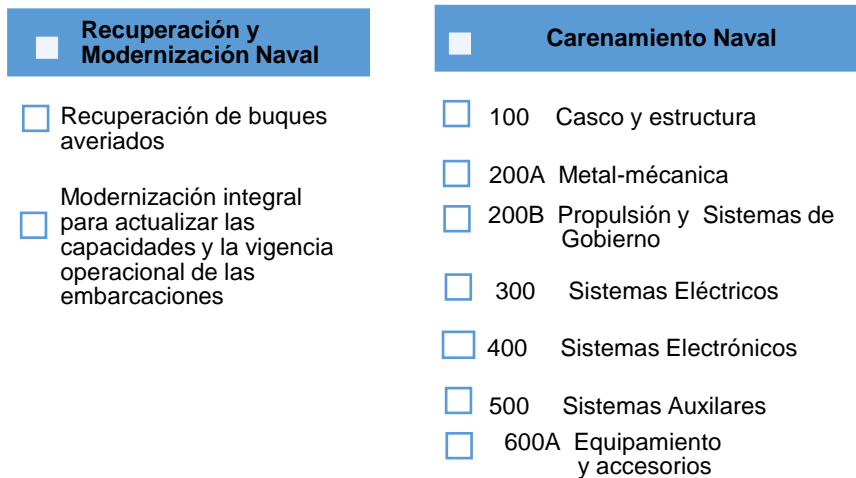 Recuperación y
Modernización Naval
Recuperación de buques
averiados
Modernización integral
para actualizar las
capacidades y la vigencia
operacional de las
embarcaciones
Carenamiento Naval
100 Casco y estructura
200A Metal-mécanica
200B Propulsión y Sistemas de
Gobierno
300 Sistemas Eléctricos
400 Sistemas Electrónicos
500 Sistemas Auxilares
600A Equipamiento
y accesorios